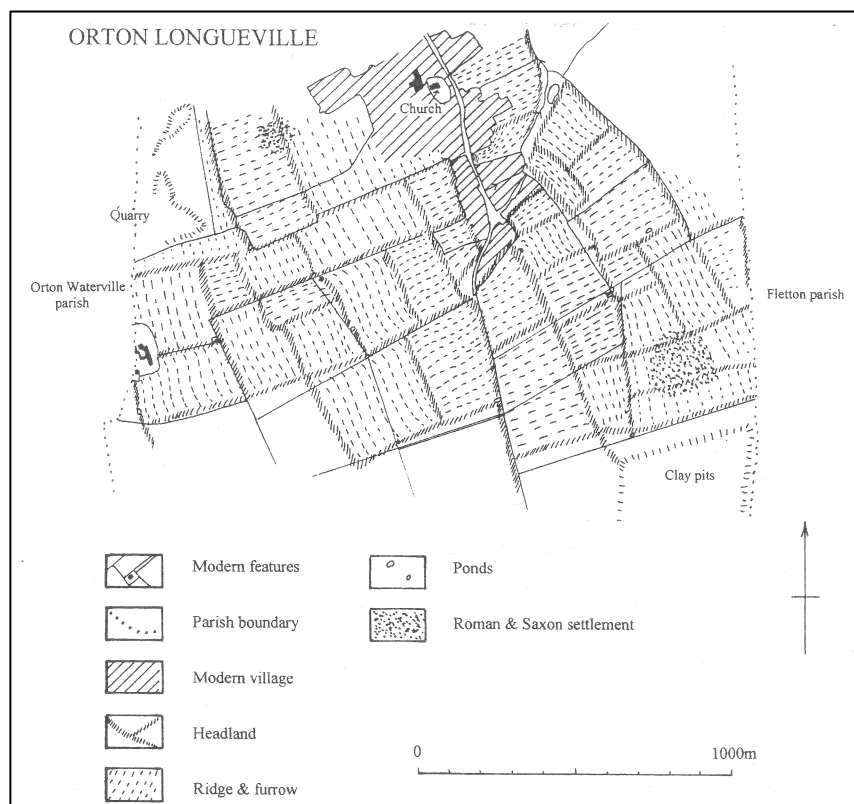 ORTON LONGUEVILLE
Church
Quarry
Orton Waterville
parish
Fletton parish
Clay pits
Modern features
Ponds
Parish boundary
Roman & Saxon settlement
Modern village
Headland
Ridge & furrow
0
1000m